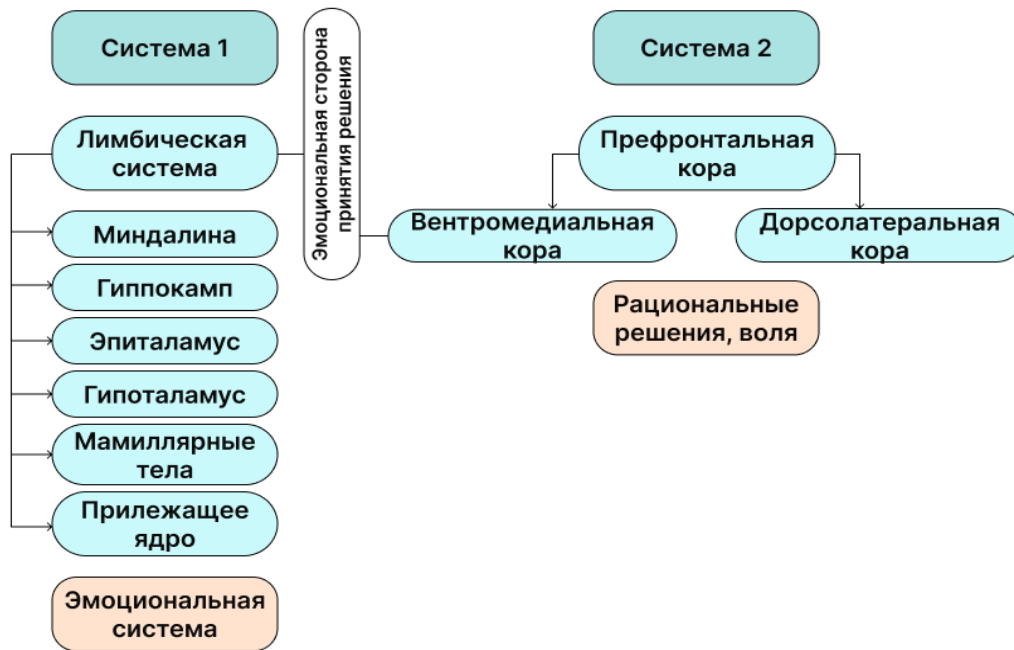 Система 1
Лимбическая
система
Миндалина
Гиппокамп
Эпиталамус
Гипоталамус
Мамиллярные
тела
Прилежащее
ядро
Эмоциональная
система
Эмоциональная сторона
принятия решения
Система 2
Префронтальная
кора
Вентромедиальная
кора
Дорсолатеральная
кора
Рациональные
решения, воля